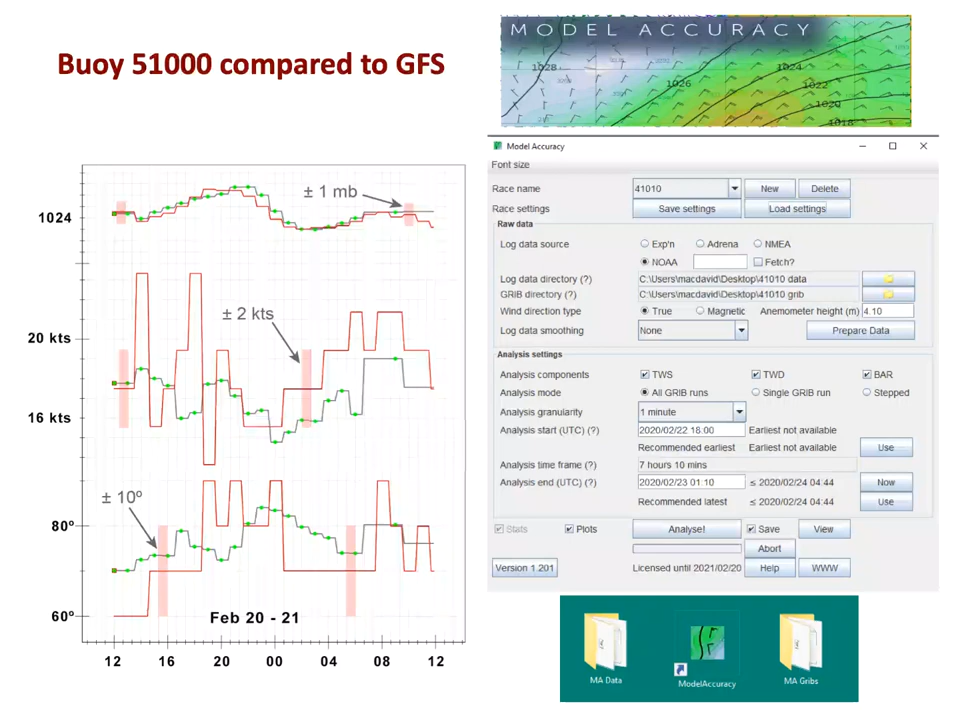 Buoy 51000 compared to GFS
MODEL ACCURACY
1028
1026
1024
1022
1020
1018
± 1 mb
1024
± 2 kts
20 kts
16 kts
± 10º
80º
60º
Feb 20 - 21
12 16 20 00 04 08 12
Model Accuracy
Font size
Race name 41010 New Delete
Race settings Save settings Load settings
Raw data
Log data source Exp'n Adrena NMEA
NOAA Fetch?
Log data directory (?) C:\Users\macdavid\Desktop\41010 data
GRIB directory (?) C:\Users\macdavid\Desktop\41010 grib
Wind direction type True Magnetic Anemometer height (m) 4.10
Log data smoothing None Prepare Data
Analysis settings
Analysis components TWS TWD BAR
Analysis mode All GRIB runs Single GRIB run Stepped
Analysis granularity 1 minute
Analysis start (UTC) (?) 2020/02/22 18:00 Earliest not available
Recommended earliest Earliest not available Use
Analysis time frame (?) 7 hours 10 mins
Analysis end (UTC) (?) 2020/02/23 01:10 ≤ 2020/02/24 04:44 Now
Recommended latest ≤ 2020/02/24 04:44 Use
Stats Plots Analyse! Save View
Abort
Version 1.201 Licensed until 2021/02/20 Help WWW
MA Data ModelAccuracy MA Gribs